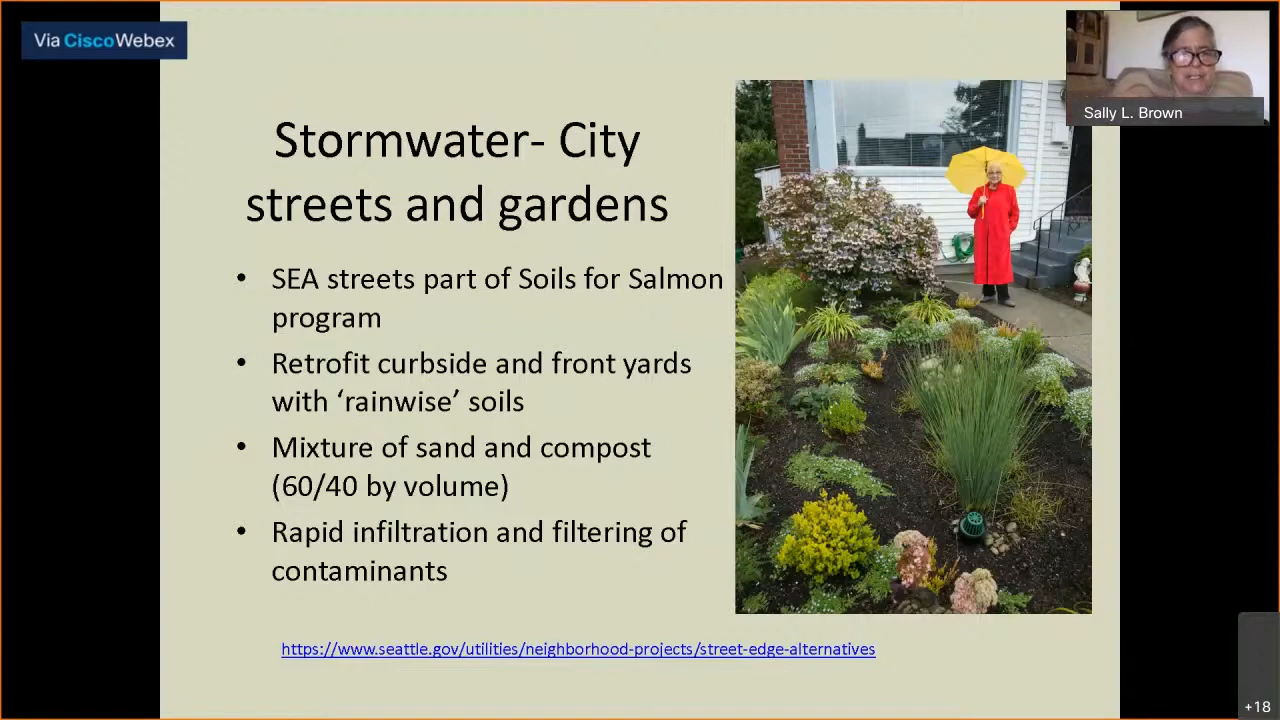 Via CiscoWebex
Sally L. Brown
Stormwater- City
streets and gardens
• SEA streets part of Soils for Salmon
program
• Retrofit curbside and front yards
with ‘rainwise’ soils
• Mixture of sand and compost
(60/40 by volume)
• Rapid infiltration and filtering of
contaminants
https://www.seattle.gov/utilities/neighborhood-projects/street-edge-alternatives
+18